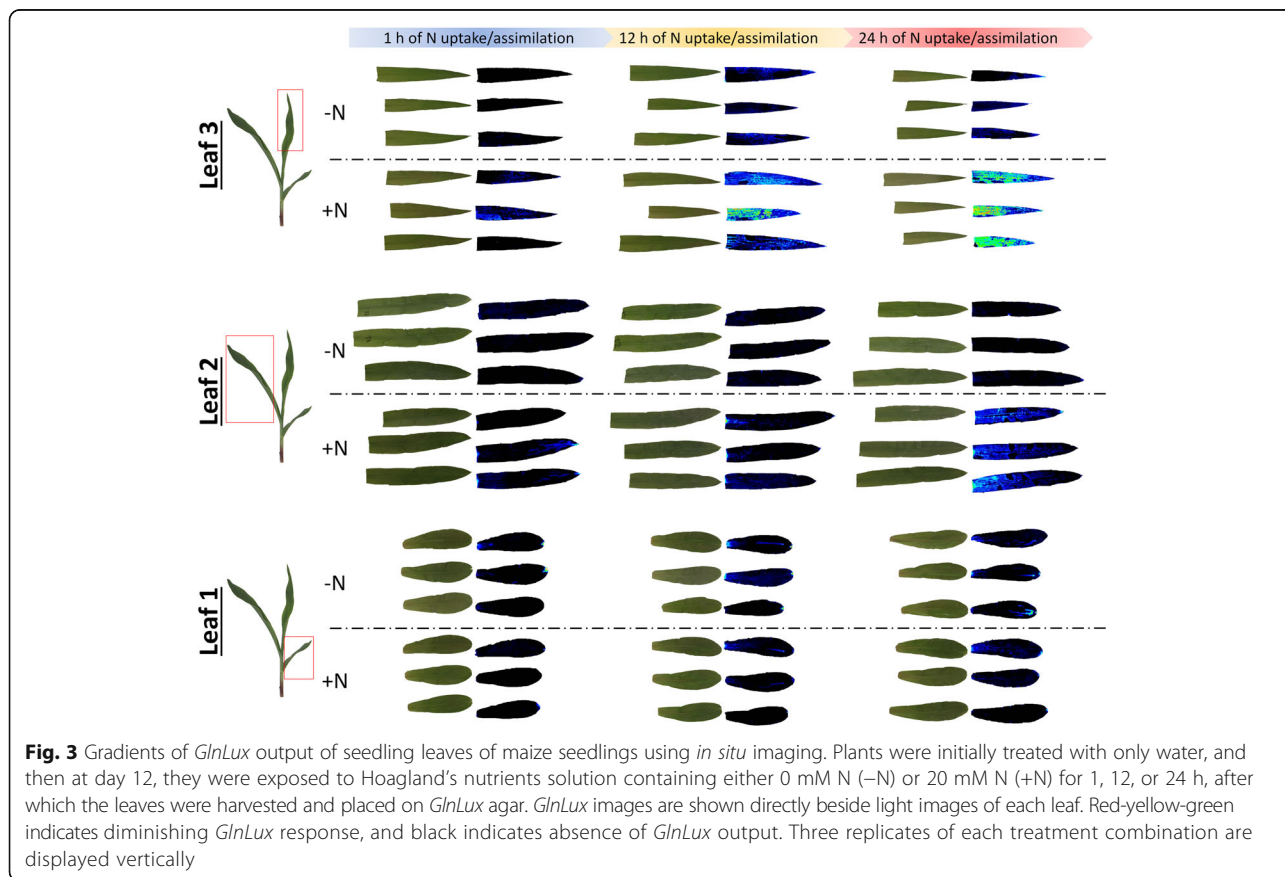 1 h of N uptake/assimilation 12 h of N uptake/assimilation 24 h of N uptake/assimilation
Leaf 3
-N
+N
Leaf 2
-N
+N
Leaf 1
-N
+N
Fig. 3 Gradients of GlnLux output of seedling leaves of maize seedlings using in situ imaging. Plants were initially treated with only water, and
then at day 12, they were exposed to Hoagland's nutrients solution containing either 0 mM N (−N) or 20 mM N (+N) for 1, 12, or 24 h, after
which the leaves were harvested and placed on GlnLux agar. GlnLux images are shown directly beside light images of each leaf. Red-yellow-green
indicates diminishing GlnLux response, and black indicates absence of GlnLux output. Three replicates of each treatment combination are
displayed vertically